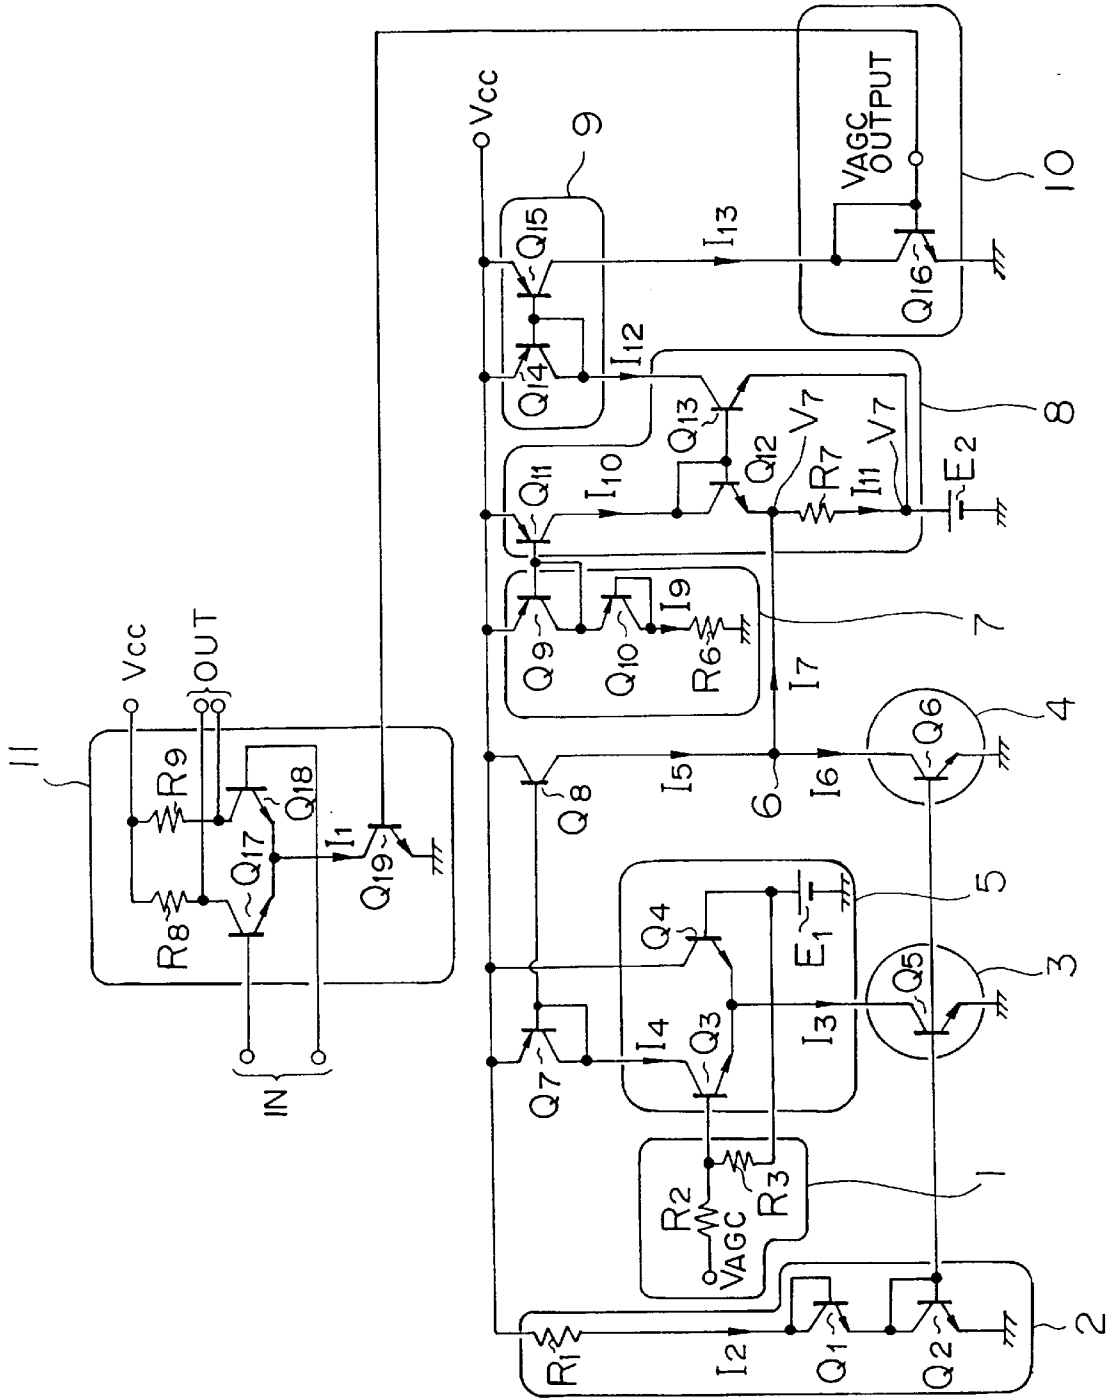 11
Vcc
OUT
R9
R8
Q18
Q17
I1
Q19
IN
Vcc
9
Q15
Q14
I13
I12
VAGC
OUTPUT
Q16
10
Q11
I10
Q13
Q12
V7
R7
I11
V7
E2
8
Q9
Q10
I9
R6
7
I7
Q8
I5
6
I6
Q6
4
Q7
I4
Q4
Q3
E1
5
I3
Q5
3
R2
VAGC
R3
1
R1
I2
Q1
Q2
2